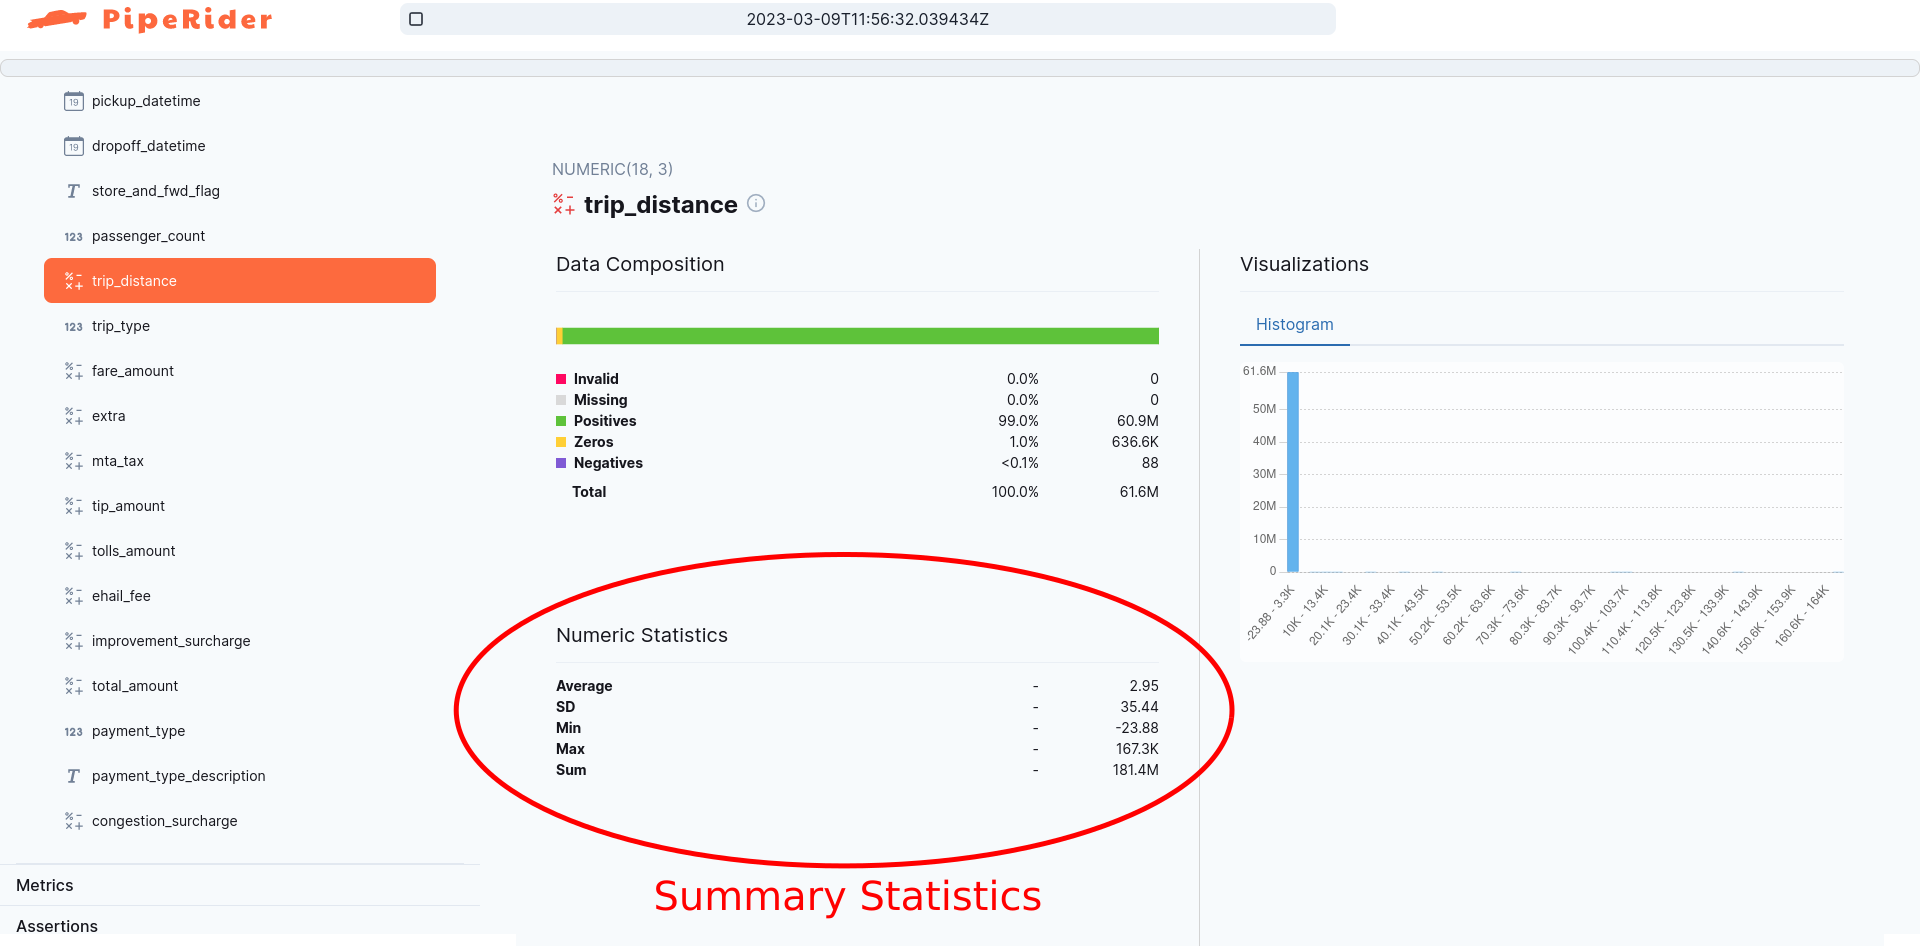 PipeRider
2023-03-09T11:56:32.039434Z
19 pickup_datetime
19 dropoff_datetime
T store_and_fwd_flag
123 passenger_count
trip_distance
123 trip_type
fare_amount
extra
mta_tax
tip_amount
tolls_amount
ehail_fee
improvement_surcharge
total_amount
123 payment_type
T payment_type_description
congestion_surcharge
Metrics
Assertions
NUMERIC(18, 3)
trip_distance
Data Composition
Invalid 0.0% 0
Missing 0.0% 0
Positives 99.0% 60.9M
Zeros 1.0% 636.6K
Negatives <0.1% 88
Total 100.0% 61.6M
Numeric Statistics
Average - 2.95
SD - 35.44
Min - -23.88
Max - 167.3K
Sum - 181.4M
Summary Statistics
Visualizations
Histogram
61.6M
50M
40M
30M
20M
10M
0
-23.88 - 3.3K
10K - 13.4K
20.1K - 23.4K
30.1K - 33.4K
40.1K - 43.5K
50.2K - 53.5K
60.2K - 63.6K
70.3K - 73.6K
80.3K - 83.7K
90.3K - 93.7K
100.4K - 103.7K
110.4K - 113.8K
120.5K - 123.8K
130.5K - 133.9K
140.6K - 143.9K
150.6K - 153.9K
160.6K - 164K